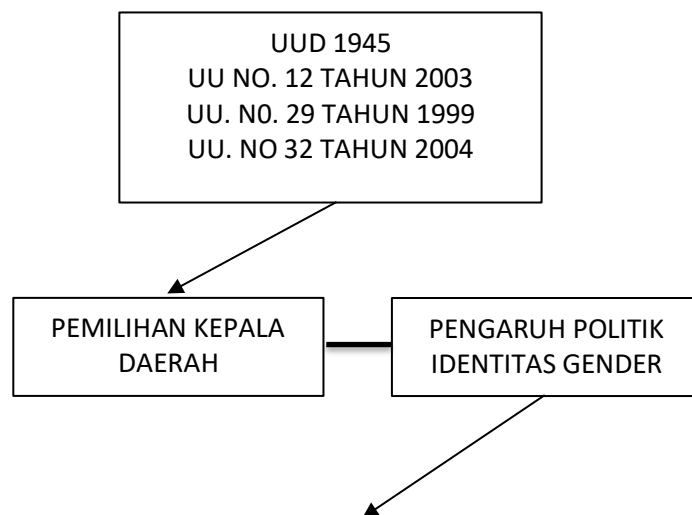 UUD 1945
UU NO. 12 TAHUN 2003
UU. N0. 29 TAHUN 1999
UU. NO 32 TAHUN 2004
PEMILIHAN KEPALA
DAERAH
PENGARUH POLITIK
IDENTITAS GENDER